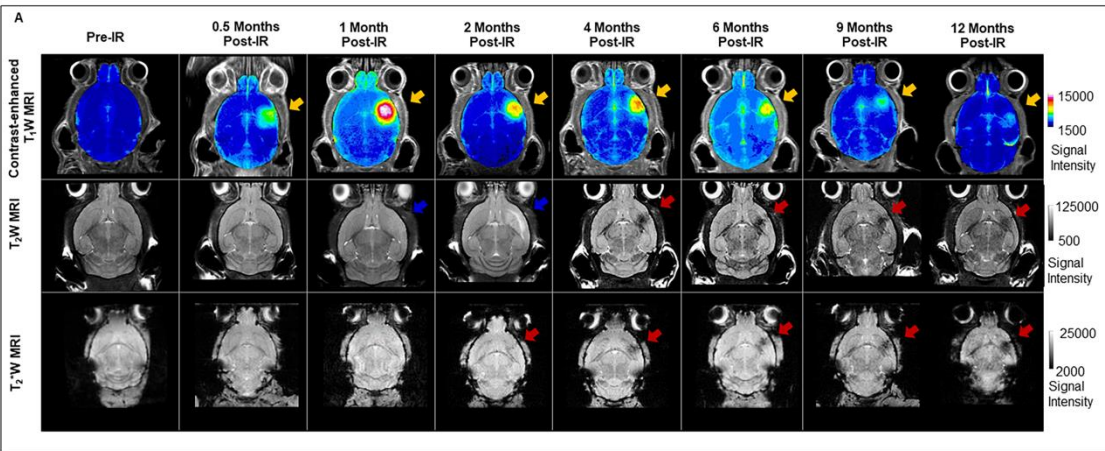 A
Pre-IR
0.5 Months
Post-IR
1 Month
Post-IR
2 Months
Post-IR
4 Months
Post-IR
6 Months
Post-IR
9 Months
Post-IR
12 Months
Post-IR
Contrast-enhanced
T₁W MRI
15000
1500
Signal
Intensity
T₂W MRI
125000
500
Signal
Intensity
T₂*W MRI
25000
2000
Signal
Intensity